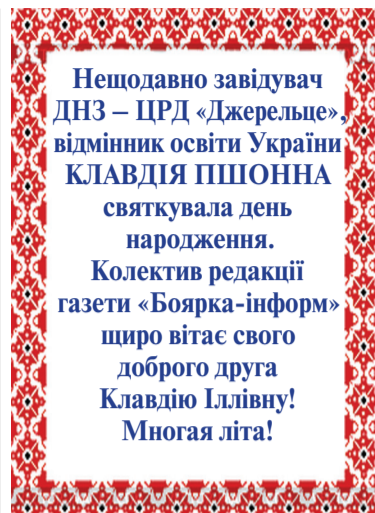 Нещодавно завідувач
ДНЗ – ЦРД «Джерельце»,
відмінник освіти України
КЛАВДІЯ ПШОННА
святкувала день
народження.
Колектив редакції
газети «Боярка-інформ»
щиро вітає свого
доброго друга
Клавдію Іллівну!
Многая літа!